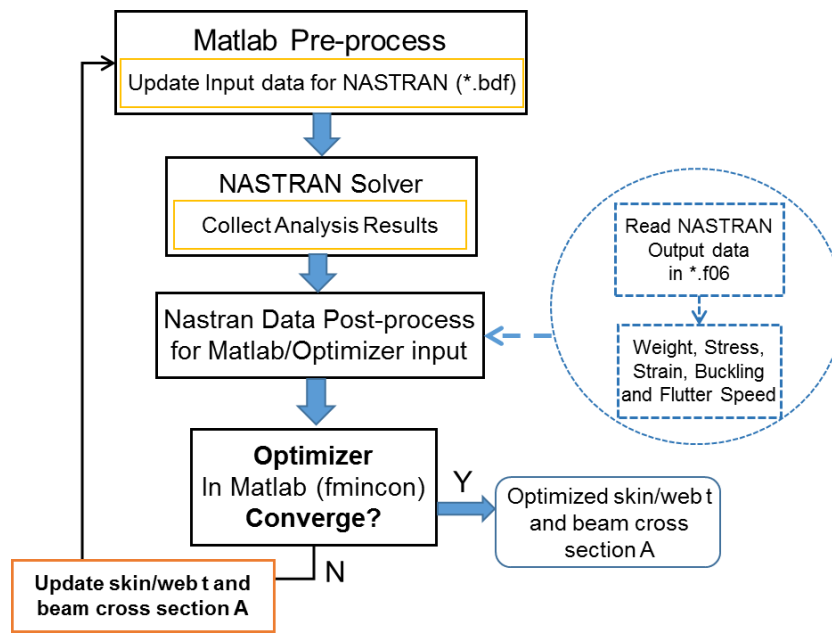 Matlab Pre-process
Update Input data for NASTRAN (*.bdf)
NASTRAN Solver
Collect Analysis Results
Nastran Data Post-process
for Matlab/Optimizer input
Read NASTRAN
Output data
in *.f06
Weight, Stress,
Strain, Buckling
and Flutter Speed
Optimizer
In Matlab (fmincon)
Converge?
Y
Optimized skin/web t
and beam cross
section A
N
Update skin/web t and
beam cross section A